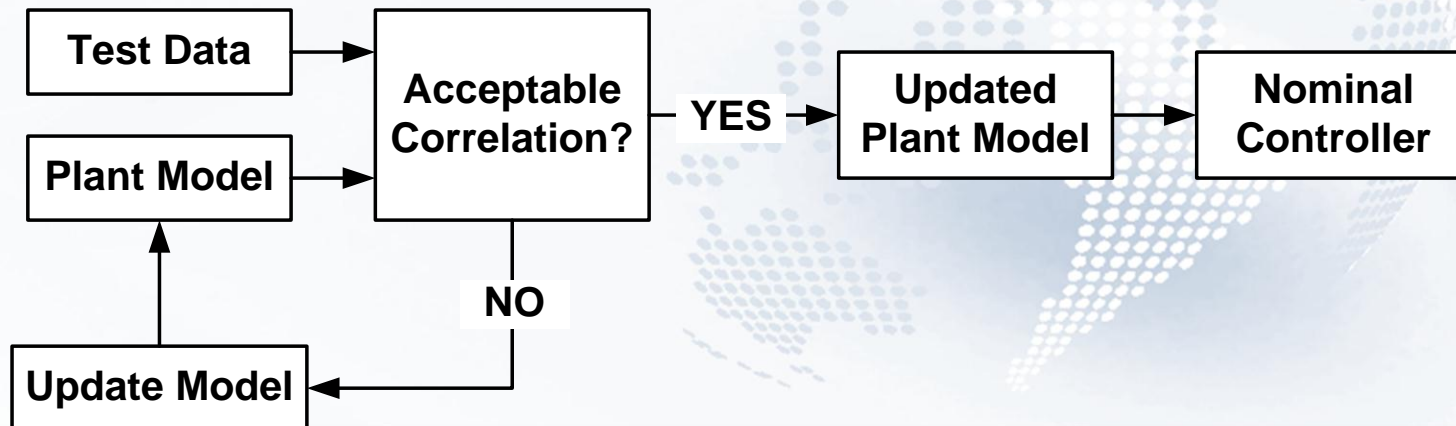 Test Data
Acceptable
Correlation?
YES
Updated
Plant Model
Nominal
Controller
Plant Model
NO
Update Model